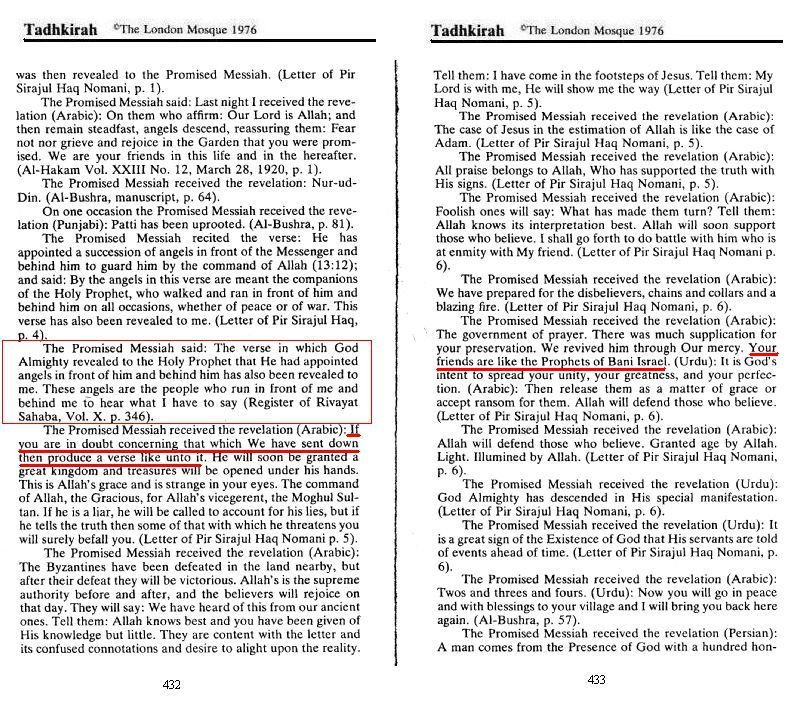 Tadhkirah ©The London Mosque 1976
was then revealed to the Promised Messiah. (Letter of Pir
Sirajul Haq Nomani, p. 1).
The Promised Messiah said: Last night I received the reve-
lation (Arabic): On them who affirm: Our Lord is Allah; and
then remain steadfast, angels descend, reassuring them: Fear
not nor grieve and rejoice in the Garden that you were prom-
ised. We are your friends in this life and in the hereafter.
(Al-Hakam Vol. XXIII No. 12, March 28, 1920, p. 1).
The Promised Messiah received the revelation: Nur-ud-
Din. (Al-Bushra, manuscript, p. 64).
On one occasion the Promised Messiah received the reve-
lation (Punjabi): Patti has been uprooted. (Al-Bushra, p. 81).
The Promised Messiah recited the verse: He has
appointed a succession of angels in front of the Messenger and
behind him to guard him by the command of Allah (13:12);
and said: By the angels in this verse are meant the companions
of the Holy Prophet, who walked and ran in front of him and
behind him on all occasions, whether of peace or of war. This
verse has also been revealed to me. (Letter of Pir Sirajul Haq,
p. 4).
The Promised Messiah said: The verse in which God
Almighty revealed to the Holy Prophet that He had appointed
angels in front of him and behind him has also been revealed to
me. These angels are the people who run in front of me and
behind me to hear what I have to say (Register of Rivayat
Sahaba, Vol. X. p. 346).
The Promised Messiah received the revelation (Arabic): If
you are in doubt concerning that which We have sent down
then produce a verse like unto it. He will soon be granted a
great kingdom and treasures will be opened under his hands.
This is Allah's grace and is strange in your eyes. The command
of Allah, the Gracious, for Allah's vicegerent, the Moghul Sul-
tan. If he is a liar, he will be called to account for his lies, but if
he tells the truth then some of that with which he threatens you
will surely befall you. (Letter of Pir Sirajul Haq Nomani p. 5).
The Promised Messiah received the revelation (Arabic):
The Byzantines have been defeated in the land nearby, but
after their defeat they will be victorious. Allah's is the supreme
authority before and after, and the believers will rejoice on
that day. They will say: We have heard of this from our ancient
ones. Tell them: Allah knows best and you have been given of
His knowledge but little. They are content with the letter and
its confused connotations and desire to alight upon the reality.
432
Tadhkirah ©The London Mosque 1976
Tell them: I have come in the footsteps of Jesus. Tell them: My
Lord is with me, He will show me the way (Letter of Pir Sirajul
Haq Nomani, p. 5).
The Promised Messiah received the revelation (Arabic):
The case of Jesus in the estimation of Allah is like the case of
Adam. (Letter of Pir Sirajul Haq Nomani, p. 5).
The Promised Messiah received the revelation (Arabic):
All praise belongs to Allah, Who has supported the truth with
His signs. (Letter of Pir Sirajul Haq Nomani, p. 5).
The Promised Messiah received the revelation (Arabic):
Foolish ones will say: What has made them turn? Tell them:
Allah knows its interpretation best. Allah will soon support
those who believe. I shall go forth to do battle with him who is
at enmity with My friend. (Letter of Pir Sirajul Haq Nomani p.
6).
The Promised Messiah received the revelation (Arabic):
We have prepared for the disbelievers, chains and collars and a
blazing fire. (Letter of Pir Sirajul Haq Nomani, p. 6).
The Promised Messiah received the revelation (Arabic):
The government of prayer. There was much supplication for
your preservation. We revived him through Our mercy. Your
friends are like the Prophets of Bani Israel. (Urdu): It is God's
intent to spread your unity, your greatness, and your perfec-
tion. (Arabic): Then release them as a matter of grace or
accept ransom for them. Allah will defend those who believe.
(Letter of Pir Sirajul Haq Nomani, p. 6).
The Promised Messiah received the revelation (Arabic):
Allah will defend those who believe. Granted age by Allah.
Light. Illumined by Allah. (Letter of Pir Sirajul Haq Nomani,
p. 6).
The Promised Messiah received the revelation (Urdu):
God Almighty has descended in His special manifestation.
(Letter of Pir Sirajul Haq Nomani, p. 6).
The Promised Messiah received the revelation (Urdu): It
is a great sign of the Existence of God that His servants are told
of events ahead of time. (Letter of Pir Sirajul Haq Nomani, p.
6).
The Promised Messiah received the revelation (Arabic):
Twos and threes and fours. (Urdu): Now you will go in peace
and with blessings to your village and I will bring you back here
again. (Al-Bushra, p. 57).
The Promised Messiah received the revelation (Persian):
A man comes from the Presence of God with a hundred hon-
433